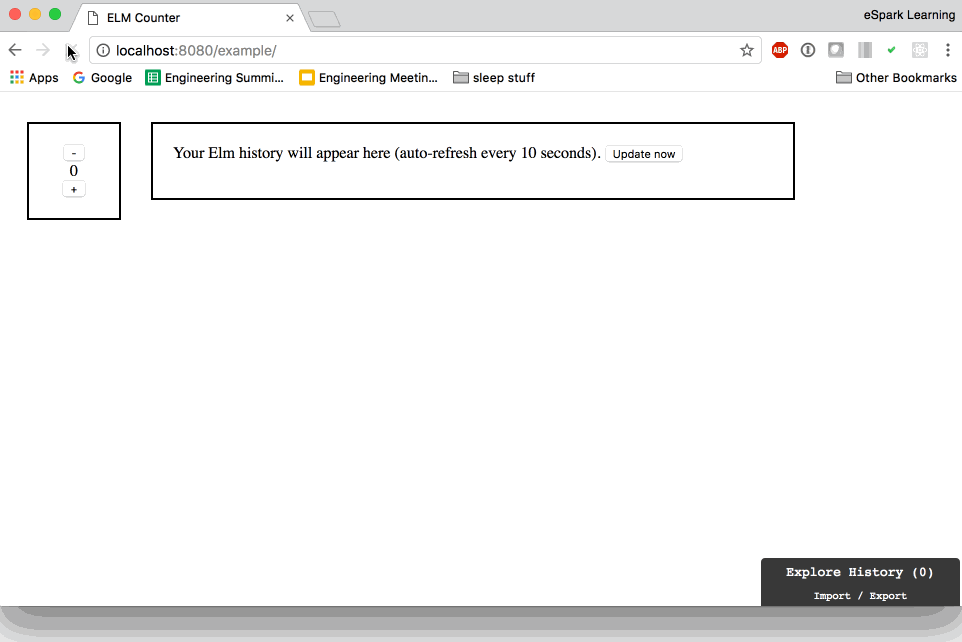 ELM Counter
eSpark Learning
localhost:8080/example/
ABP
Apps Google Engineering Summi... Engineering Meetin... sleep stuff Other Bookmarks
-
0
+
Your Elm history will appear here (auto-refresh every 10 seconds). Update now
Explore History (0)
Import / Export